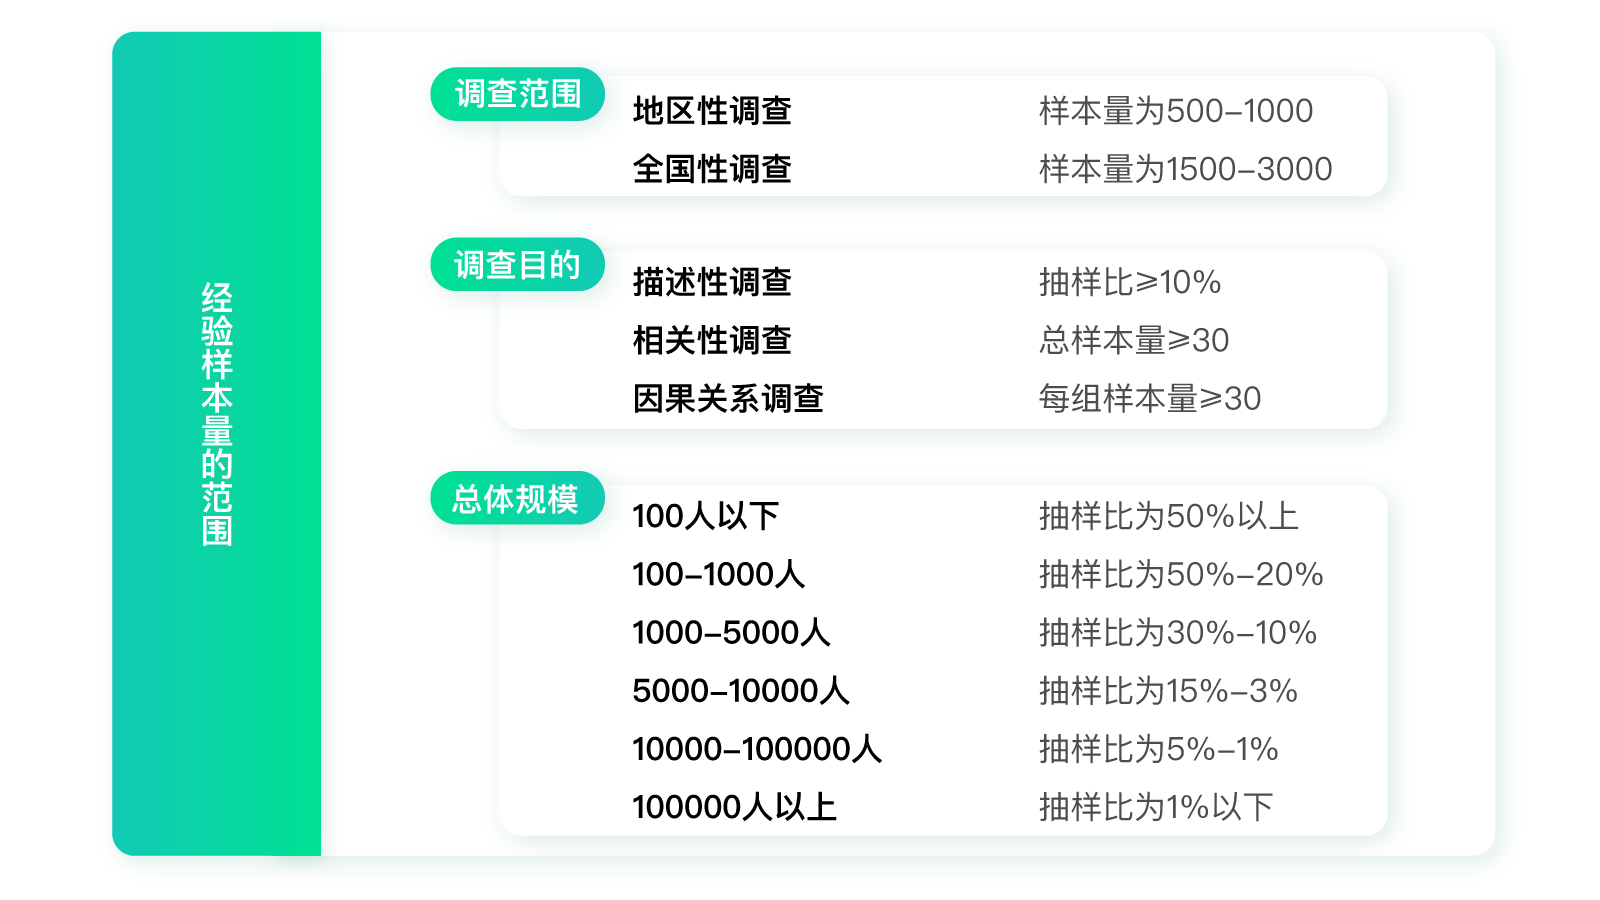 经验样本量的范围
调查范围
地区性调查 样本量为500-1000
全国性调查 样本量为1500-3000
调查目的
描述性调查 抽样比⩾10%
相关性调查 总样本量⩾30
因果关系调查 每组样本量⩾30
总体规模
100人以下 抽样比为50%以上
100-1000人 抽样比为50%-20%
1000-5000人 抽样比为30%-10%
5000-10000人 抽样比为15%-3%
10000-100000人 抽样比为5%-1%
100000人以上 抽样比为1%以下